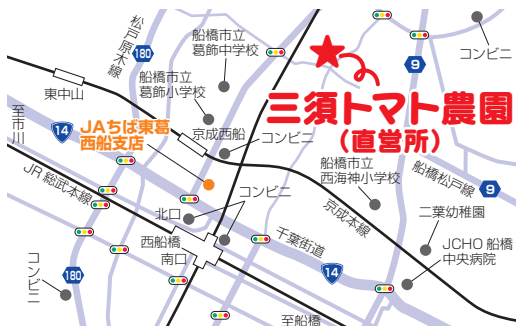 松戸原木線
180
船橋市立
葛飾中学校
コンビニ
9
東中山
船橋市立
葛飾小学校
三須トマト農園
(直営所)
至市川
14
JAちば東葛
西船支店
京成西船
コンビニ
船橋市立
西海神小学校
船橋松戸線
9
JR総武本線
コンビニ
京成本線
北口
二葉幼稚園
西船橋
南口
千葉街道
JCHO船橋
中央病院
コンビニ
180
14
至船橋